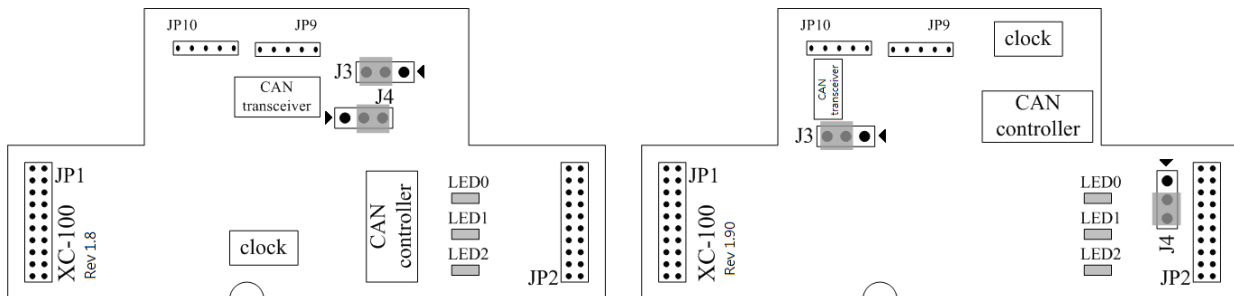 JP10
JP9
J3
CAN
transceiver
J4
JP1
XC-100
Rev 1.8
clock
CAN
controller
LED0
LED1
LED2
JP2
JP10
JP9
clock
CAN
transceiver
CAN
controller
J3
JP1
XC-100
Rev 1.90
LED0
LED1
LED2
J4
JP2